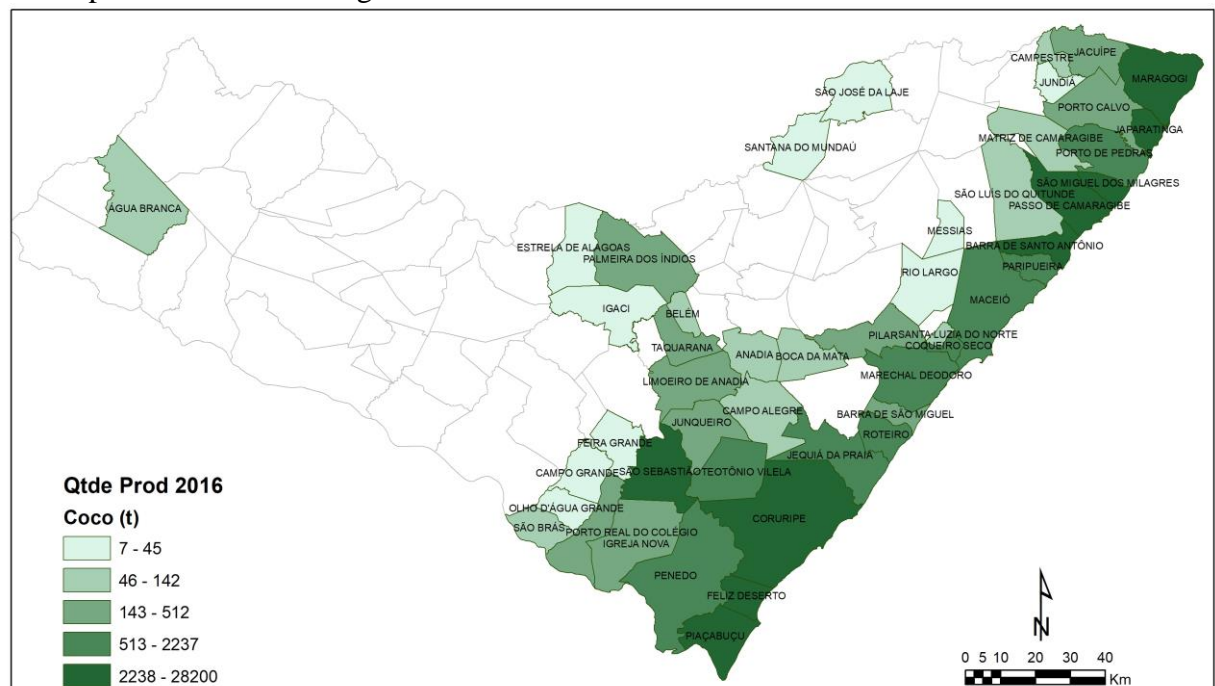 JACUÍPE
CAMPESTRE
MARAGOGI
JUNDIÁ
SÃO JOSÉ DA LAJE
PORTO CALVO
JAPARATINGA
MATRIZ DE CAMARAGIBE
SANTANA DO MUNDAÚ
PORTO DE PEDRAS
SÃO MIGUEL DOS MILAGRES
SÃO LUÍS DO QUITUNDE
PASSO DE CAMARAGIBE
ÁGUA BRANCA
MESSIAS
ESTRELA DE ALAGOAS
BARRA DE SANTO ANTÔNIO
PALMEIRA DOS ÍNDIOS
PARIPUEIRA
RIO LARGO
MACEIÓ
IGACI
BELÉM
PILAR
SANTA LUZIA DO NORTE
COQUEIRO SECO
TAQUARANA
ANADIA
BOCA DA MATA
MARECHAL DEODORO
LIMOEIRO DE ANADIA
CAMPO ALEGRE
BARRA DE SÃO MIGUEL
JUNQUEIRO
ROTEIRO
FEIRA GRANDE
JEQUIÁ DA PRAIA
CAMPO GRANDE
SÃO SEBASTIÃO
TEOTÔNIO VILELA
OLHO D'ÁGUA GRANDE
CORURIPE
SÃO BRÁS
PORTO REAL DO COLÉGIO
IGREJA NOVA
PENEDO
FELIZ DESERTO
PIAÇABUÇU
Qtde Prod 2016
Coco (t)
7 - 45
46 - 142
143 - 512
513 - 2237
2238 - 28200
N
0 5 10 20 30 40
Km